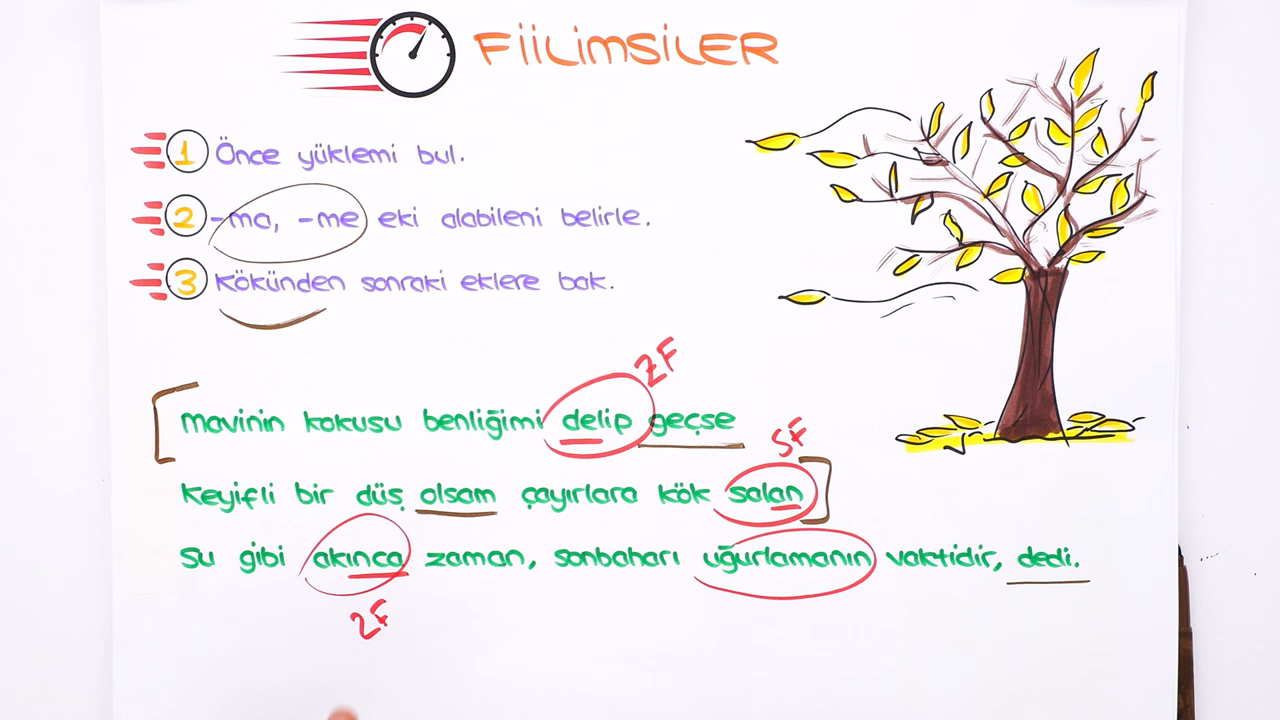 FİİLİMSİLER
1 Önce yüklemi bul.
2 -ma, -me eki alabileni belirle.
3 Kökünden sonraki eklere bak.
ZF
Mavinin kokusu benliğimi delip geçse
SF
Keyifli bir düş olsam çayırlara kök salan
Su gibi akınca zaman, sonbaharı uğurlamanın vaktidir, dedi.
ZF